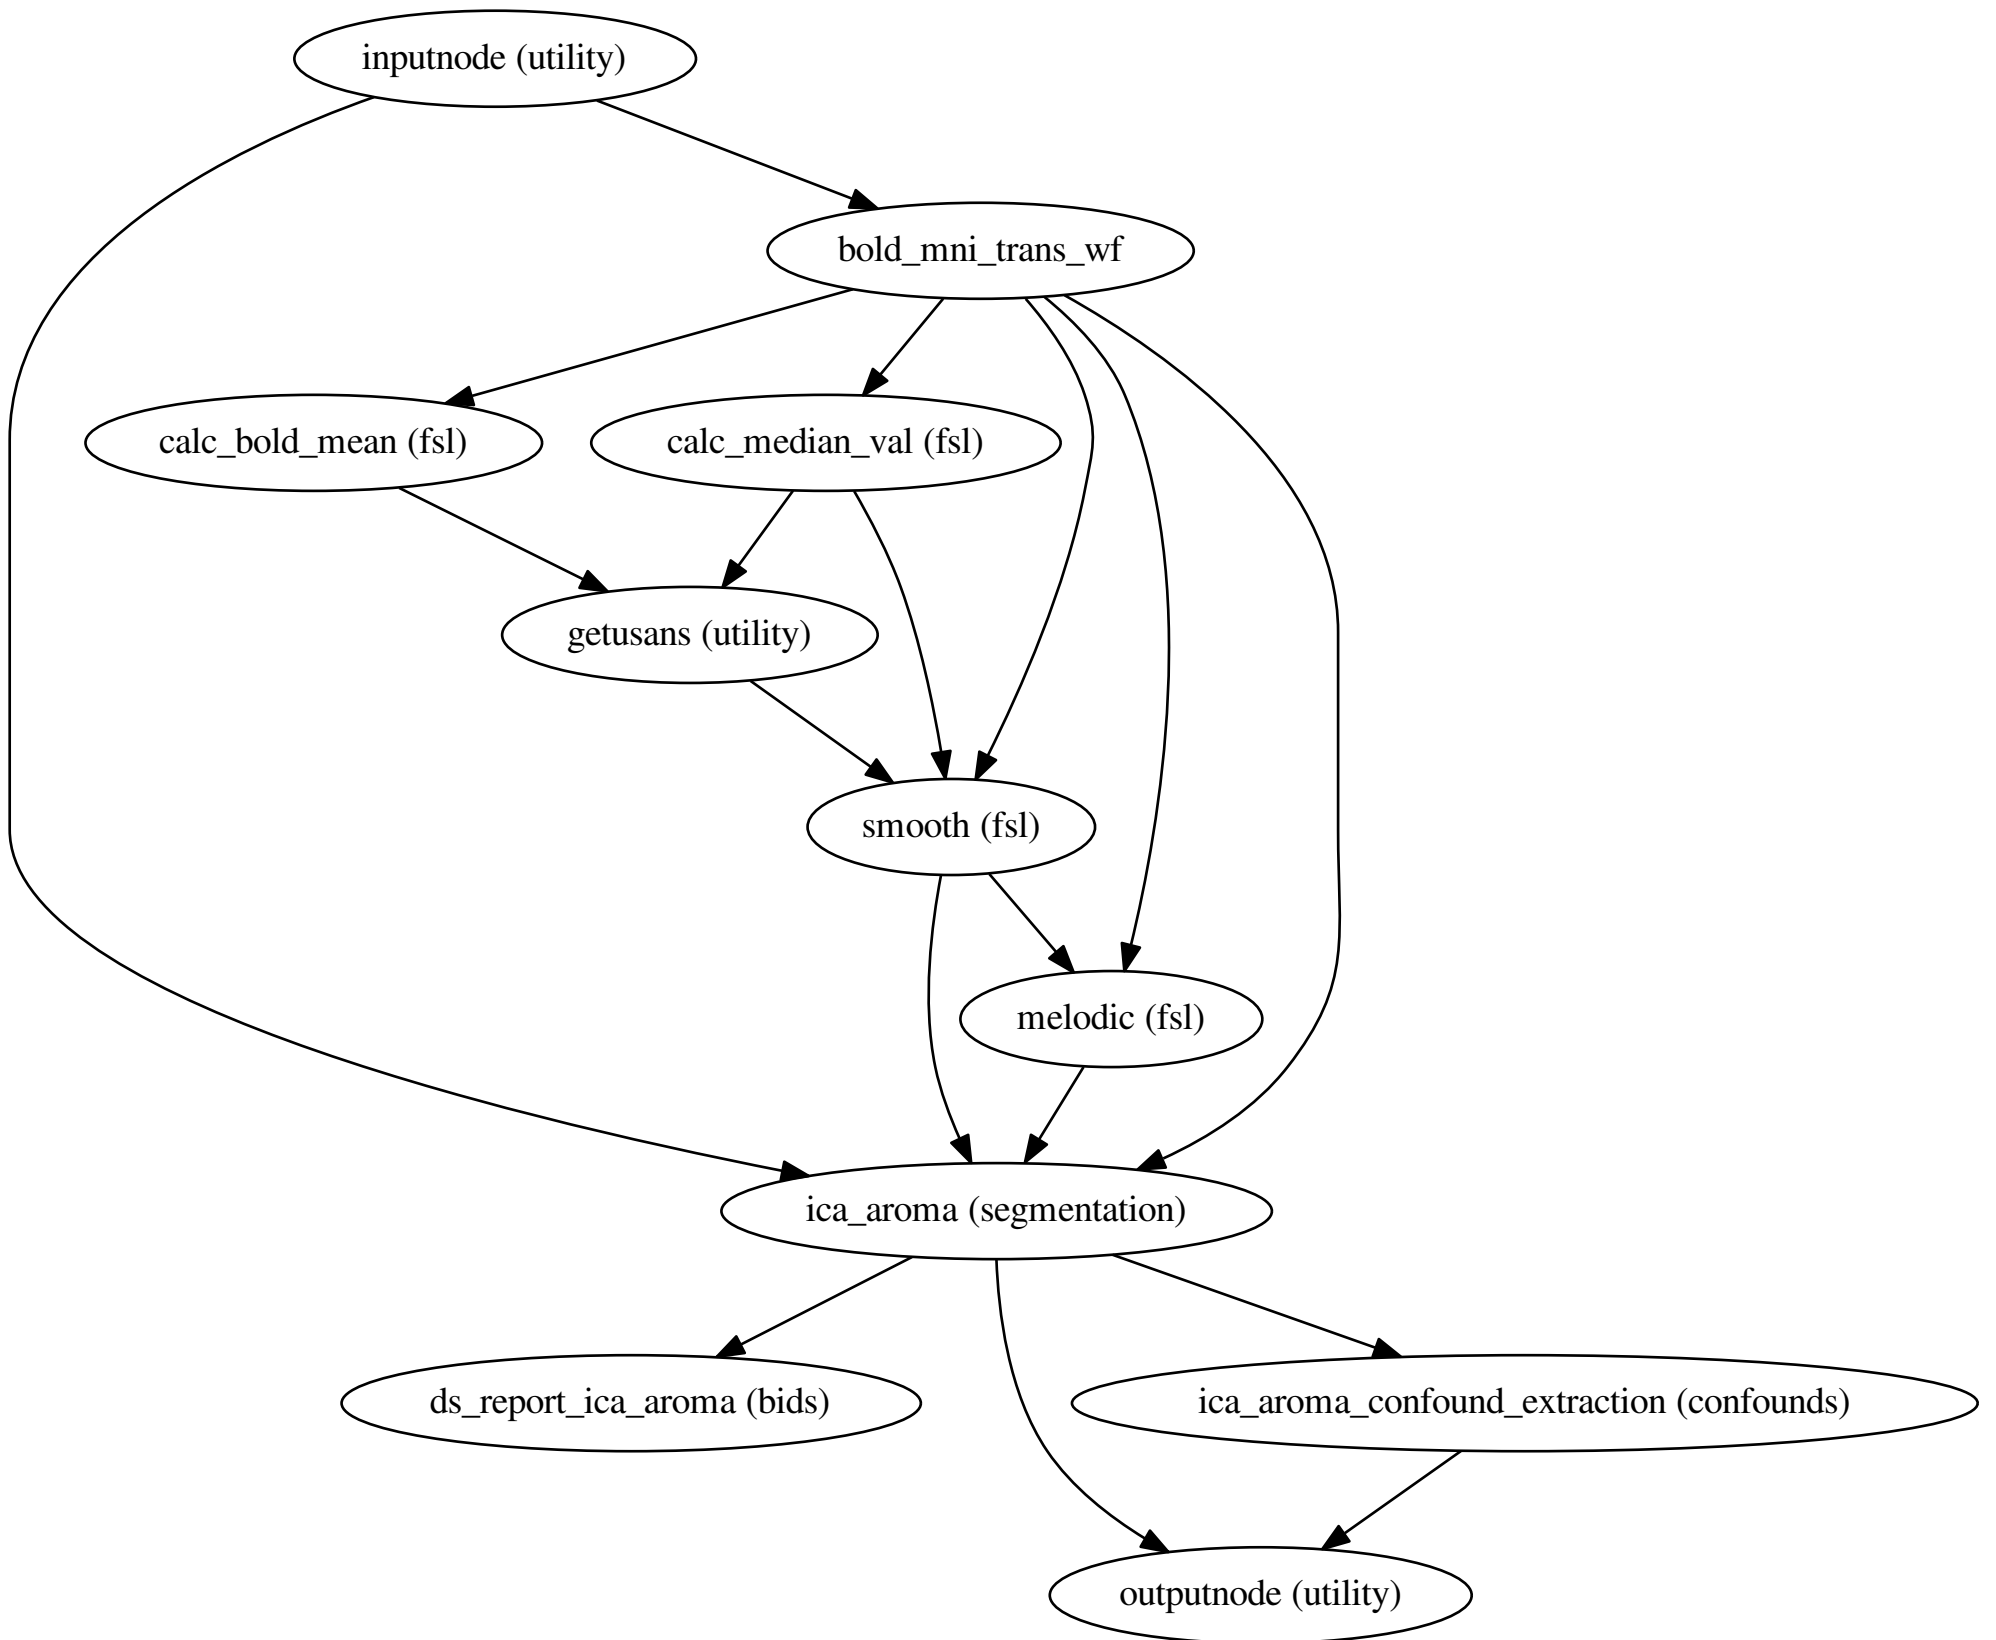 inputnode (utility)
bold_mni_trans_wf
calc_bold_mean (fsl)
calc_median_val (fsl)
getusans (utility)
smooth (fsl)
melodic (fsl)
ica_aroma (segmentation)
ds_report_ica_aroma (bids)
ica_aroma_confound_extraction (confounds)
outputnode (utility)